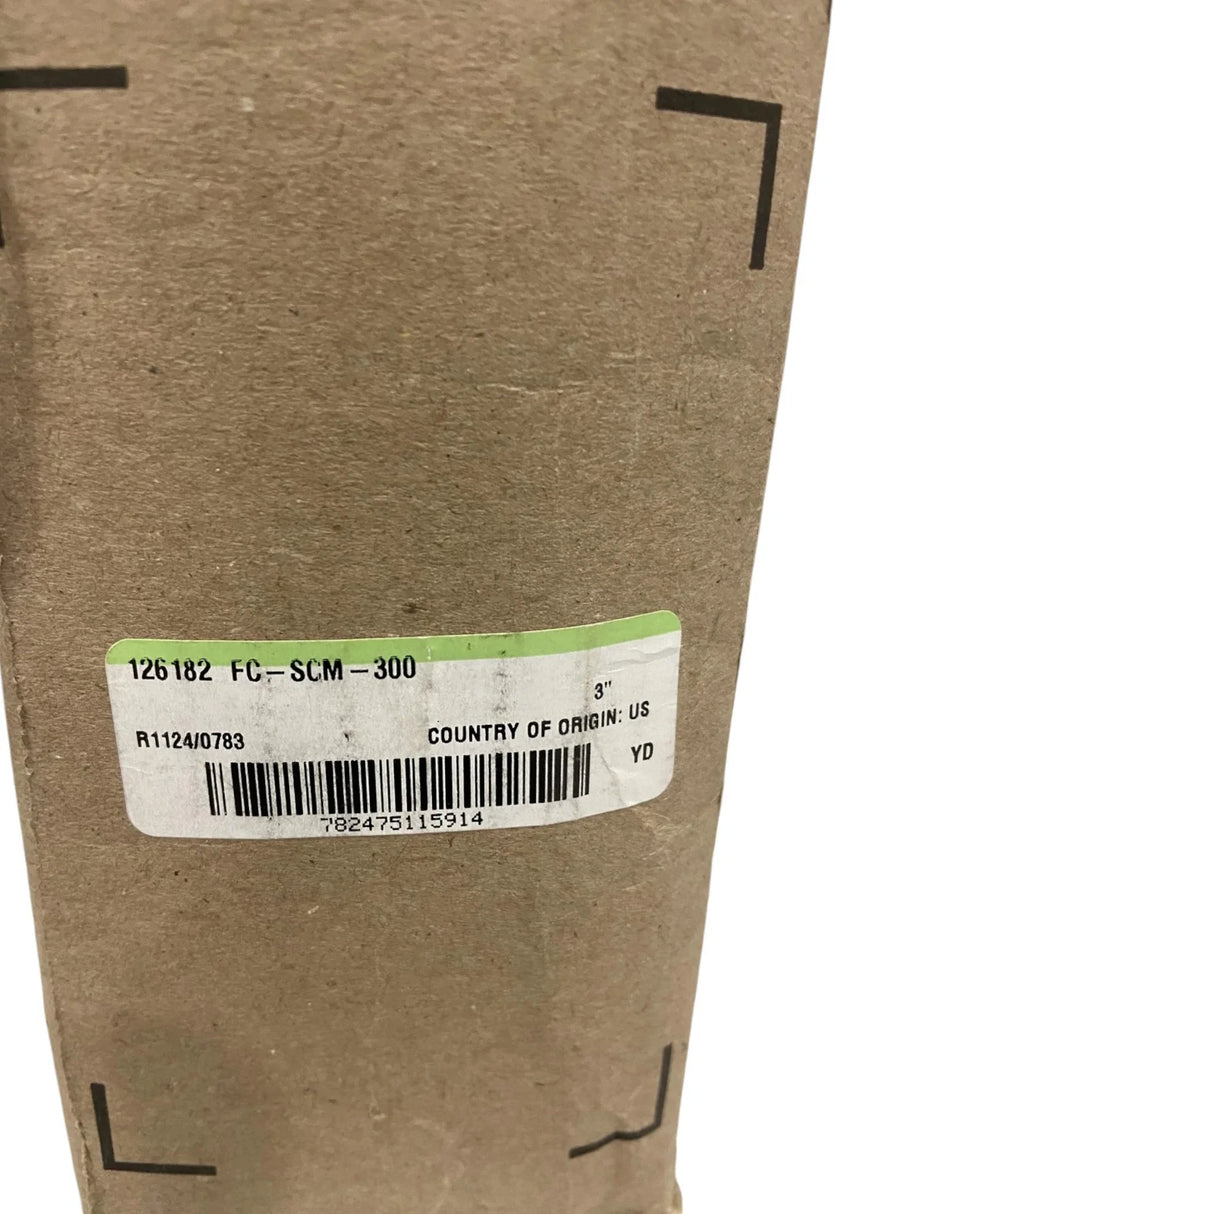 126182 FC-SCM-300
3"
R1124/0783 COUNTRY OF ORIGIN: US
YD
782475115914